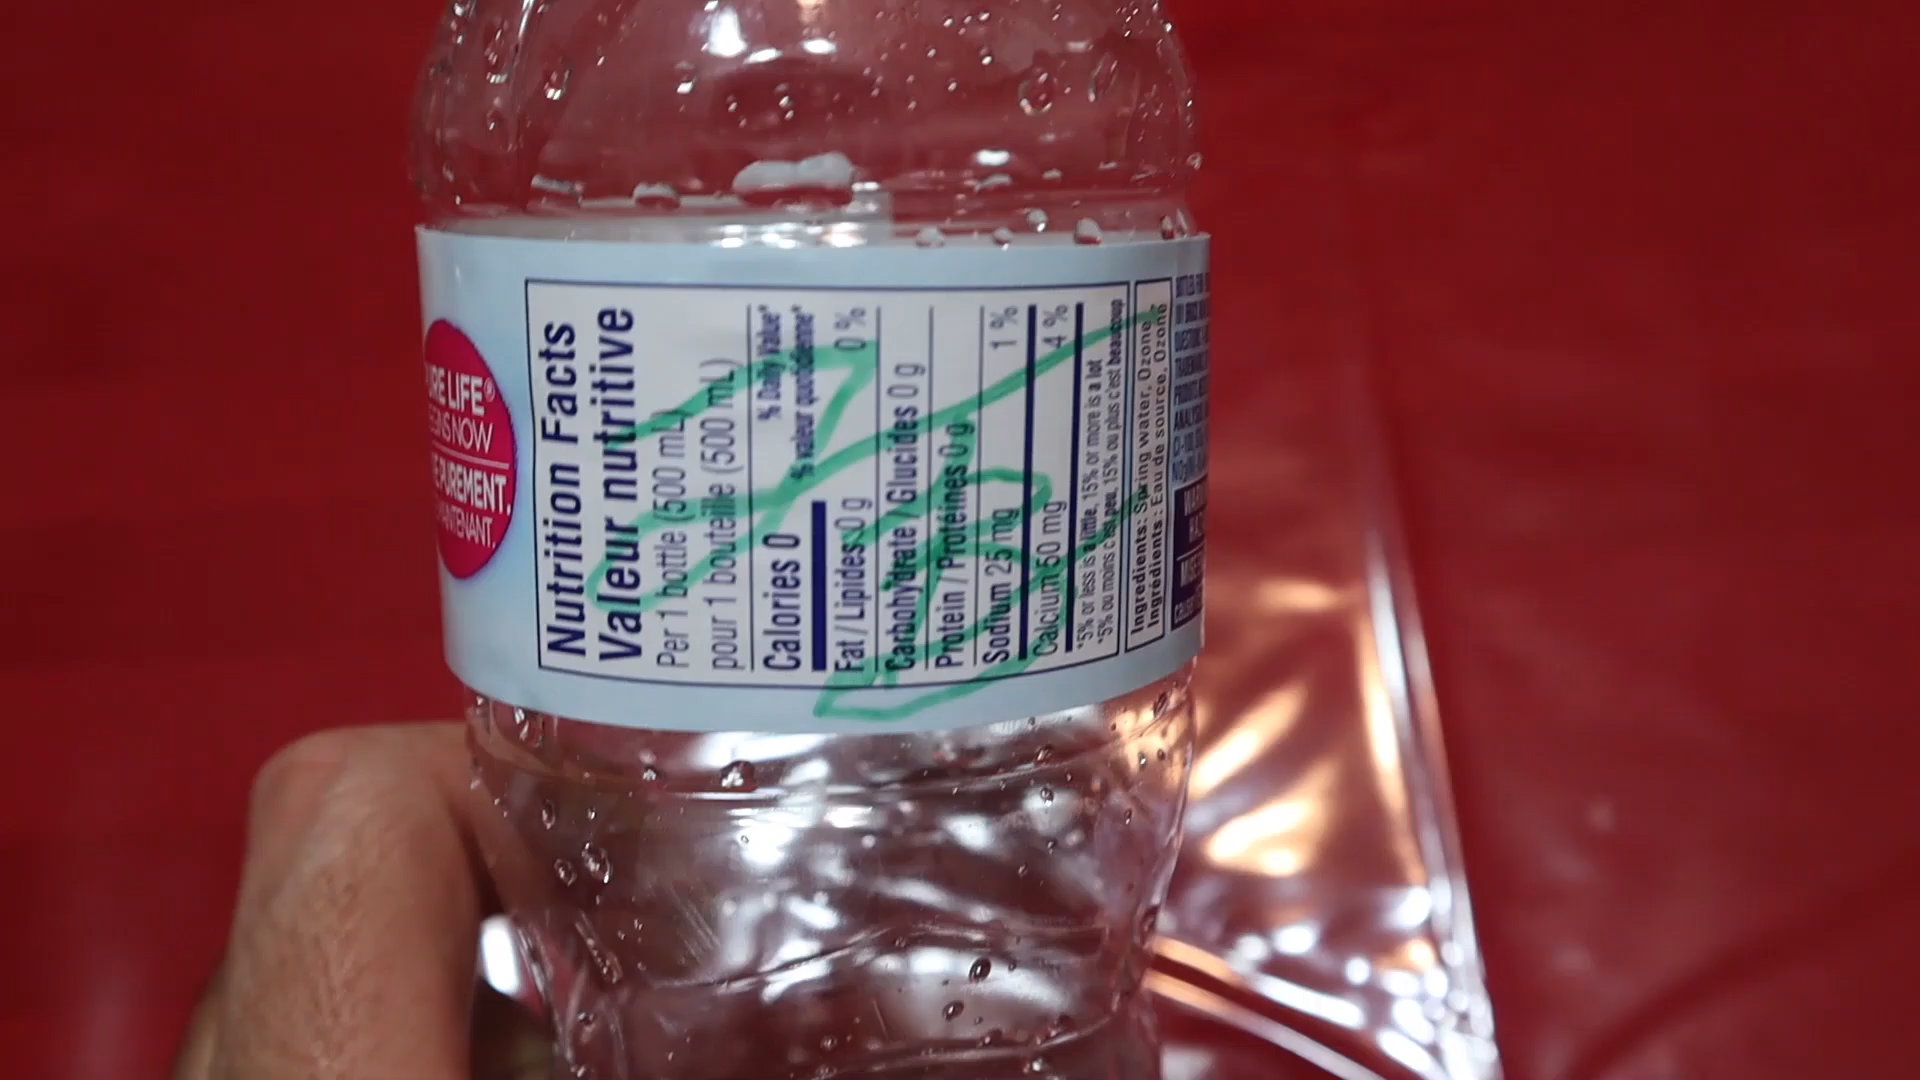 RE LIFE®
NOW
PUREMENT.
Nutrition Facts
Valeur nutritive
Per 1 bottle (500 mL)
pour 1 bouteille (500 mL)
% Daily Value*
% valeur quotidienne*
Calories 0
Fat / Lipides 0 g 0 %
Carbohydrate / Glucides 0 g
Protein / Protéines 0 g
Sodium 25 mg 1 %
Calcium 50 mg 4 %
*5% or less is a little, 15% or more is a lot
*5% ou moins c'est peu, 15% ou plus c'est beaucoup
Ingredients: Spring water, Ozone
Ingrédients : Eau de source, Ozone